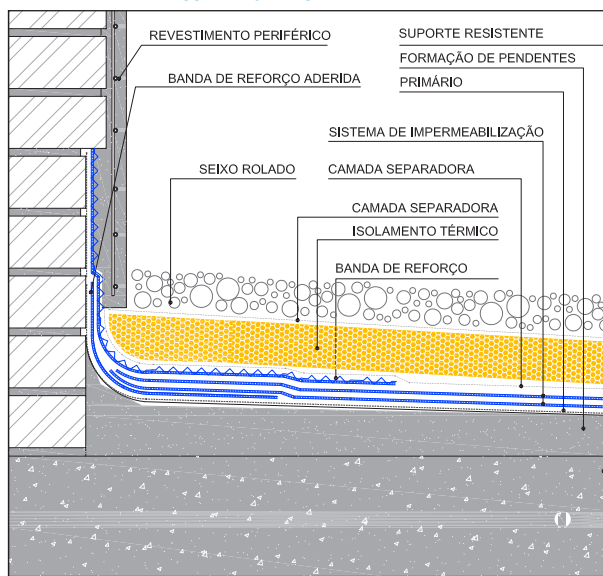 REVESTIMENTO PERIFÉRICO
SUPORTE RESISTENTE
FORMAÇÃO DE PENDENTES
BANDA DE REFORÇO ADERIDA
PRIMÁRIO
SISTEMA DE IMPERMEABILIZAÇÃO
SEIXO ROLADO
CAMADA SEPARADORA
CAMADA SEPARADORA
ISOLAMENTO TÉRMICO
BANDA DE REFORÇO